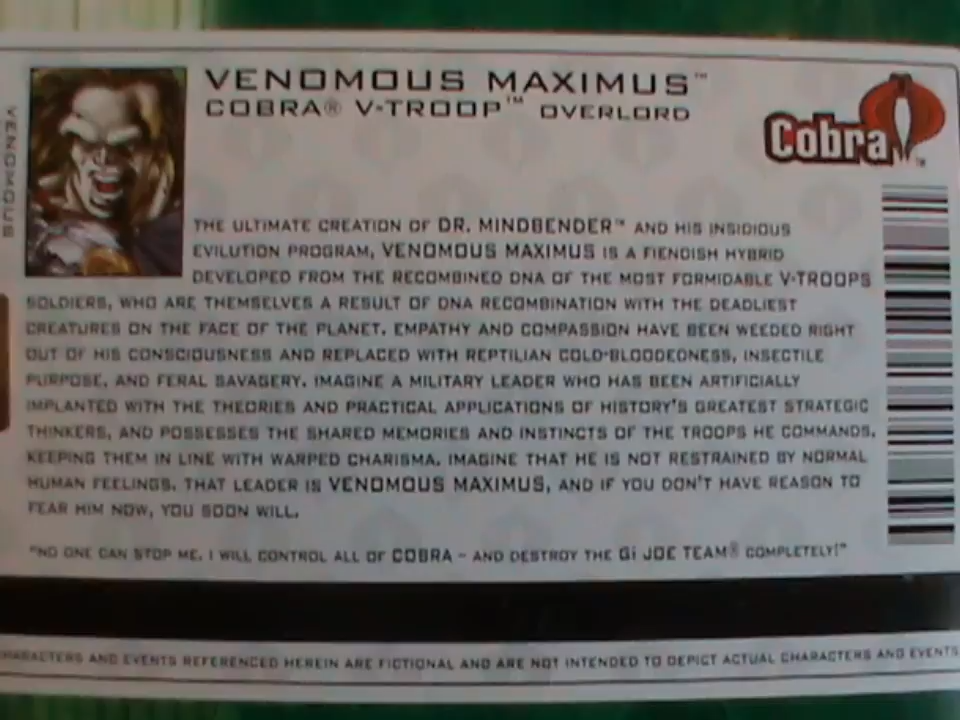 VENOMOUS MAXIMUS™
COBRA® V-TROOP™ OVERLORD
Cobra™
VENOMOUS
THE ULTIMATE CREATION OF DR. MINDBENDER™ AND HIS INSIDIOUS
EVILUTION PROGRAM, VENOMOUS MAXIMUS IS A FIENDISH HYBRID
DEVELOPED FROM THE RECOMBINED DNA OF THE MOST FORMIDABLE V-TROOPS
SOLDIERS, WHO ARE THEMSELVES A RESULT OF DNA RECOMBINATION WITH THE DEADLIEST
CREATURES ON THE FACE OF THE PLANET. EMPATHY AND COMPASSION HAVE BEEN WEEDED RIGHT
OUT OF HIS CONSCIOUSNESS AND REPLACED WITH REPTILIAN COLD-BLOODEDNESS, INSECTILE
PURPOSE, AND FERAL SAVAGERY. IMAGINE A MILITARY LEADER WHO HAS BEEN ARTIFICIALLY
IMPLANTED WITH THE THEORIES AND PRACTICAL APPLICATIONS OF HISTORY'S GREATEST STRATEGIC
THINKERS, AND POSSESSES THE SHARED MEMORIES AND INSTINCTS OF THE TROOPS HE COMMANDS,
KEEPING THEM IN LINE WITH WARPED CHARISMA. IMAGINE THAT HE IS NOT RESTRAINED BY NORMAL
HUMAN FEELINGS. THAT LEADER IS VENOMOUS MAXIMUS, AND IF YOU DON'T HAVE REASON TO
FEAR HIM NOW, YOU SOON WILL.
"NO ONE CAN STOP ME. I WILL CONTROL ALL OF COBRA - AND DESTROY THE Gi JOE TEAM® COMPLETELY!"
CHARACTERS AND EVENTS REFERENCED HEREIN ARE FICTIONAL AND ARE NOT INTENDED TO DEPICT ACTUAL CHARACTERS AND EVENTS